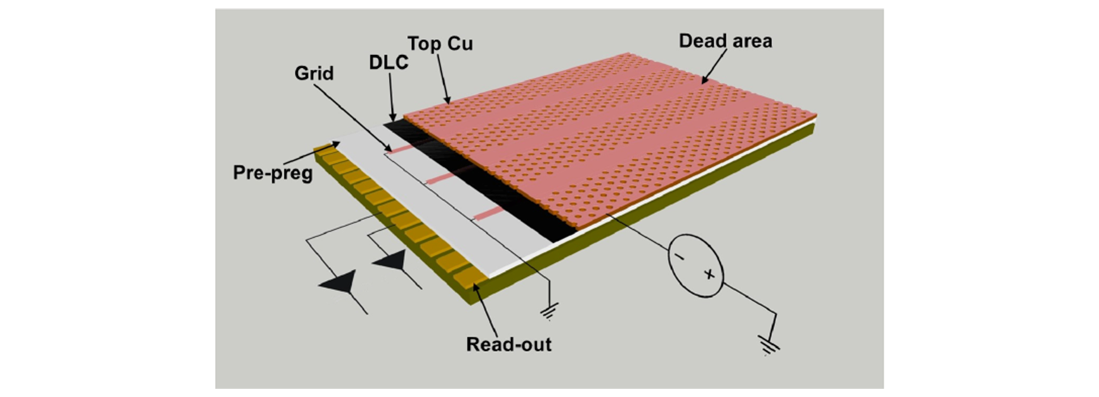 Top Cu
Dead area
DLC
Grid
Pre-preg
Read-out
- +